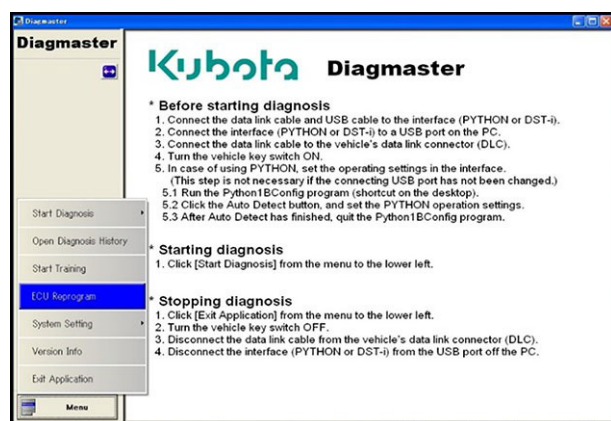 Diagmaster
Diagmaster
Kubota Diagmaster
* Before starting diagnosis
1. Connect the data link cable and USB cable to the interface (PYTHON or DST-i).
2. Connect the interface (PYTHON or DST-i) to a USB port on the PC.
3. Connect the data link cable to the vehicle's data link connector (DLC).
4. Turn the vehicle key switch ON.
5. In case of using PYTHON, set the operating settings in the interface.
(This step is not necessary if the connecting USB port has not been changed.)
5.1 Run the Python1BConfig program (shortcut on the desktop).
5.2 Click the Auto Detect button, and set the PYTHON operation settings.
5.3 After Auto Detect has finished, quit the Python1BConfig program.
* Starting diagnosis
1. Click [Start Diagnosis] from the menu to the lower left.
* Stopping diagnosis
1. Click [Exit Application] from the menu to the lower left.
2. Turn the vehicle key switch OFF.
3. Disconnect the data link cable from the vehicle's data link connector (DLC).
4. Disconnect the interface (PYTHON or DST-i) from the USB port off the PC.
Start Diagnosis
Open Diagnosis History
Start Training
ECU Reprogram
System Setting
Version Info
Exit Application
Menu